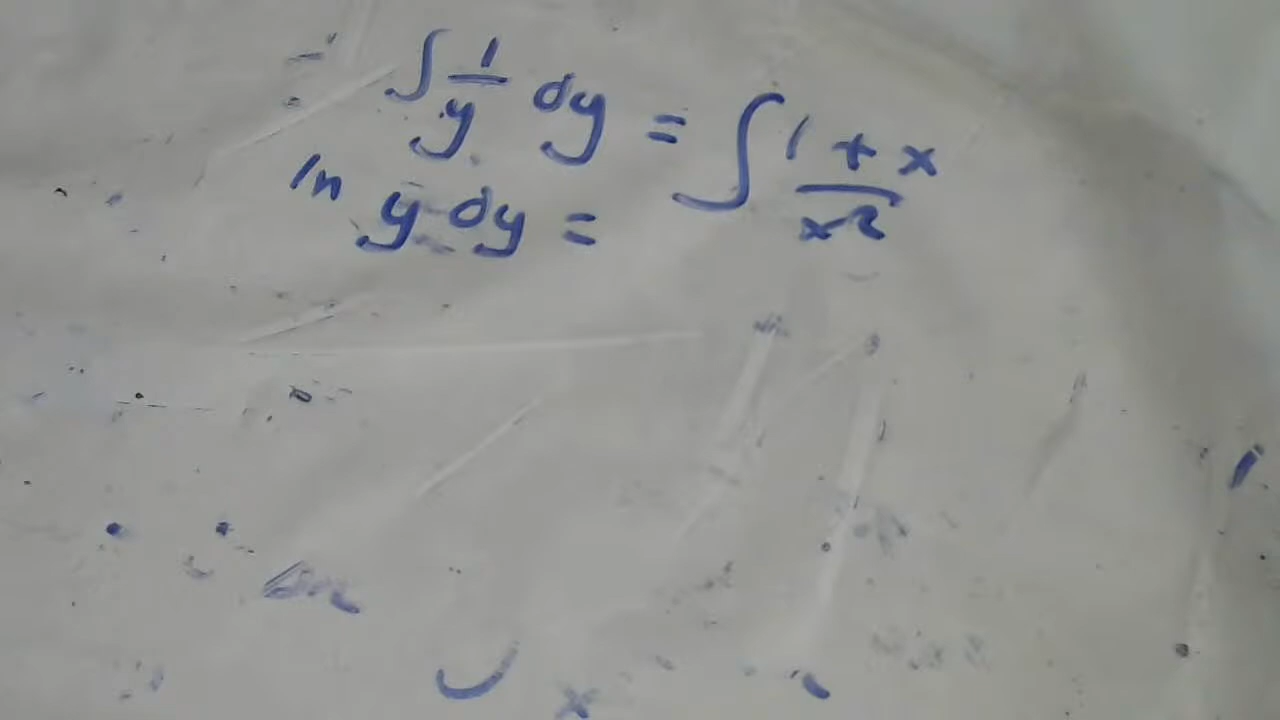 ∫ 1/y dy = ∫ 1 + x / x²
ln y dy =